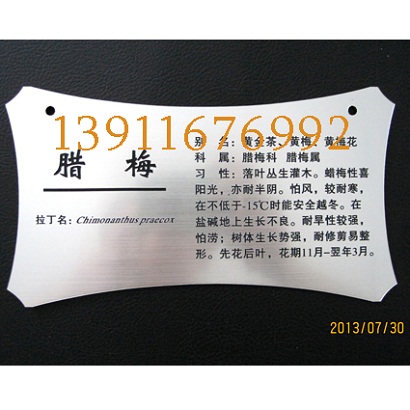 13911676992
腊 梅
拉丁名：Chimonanthus praecox
别 名：黄金茶、黄梅、黄梅花
科 属：腊梅科 腊梅属
习 性：落叶丛生灌木。蜡梅性喜
阳光，亦耐半阴。怕风，较耐寒，
在不低于-15℃时能安全越冬。在
盐碱地上生长不良。耐旱性较强，
怕涝；树体生长势强，耐修剪易整
形。先花后叶，花期11月-翌年3月。
2013/07/30